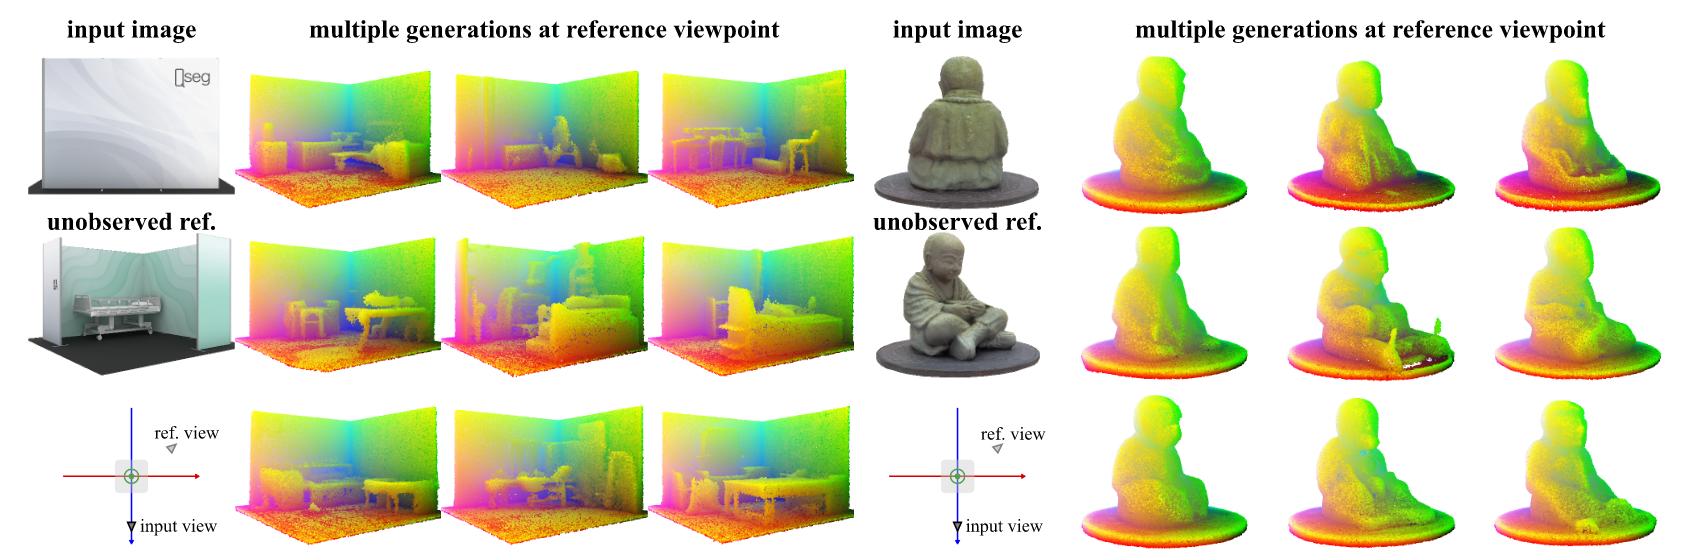 input image
multiple generations at reference viewpoint
seg
unobserved ref.
ref. view
input view
input image
multiple generations at reference viewpoint
unobserved ref.
ref. view
input view